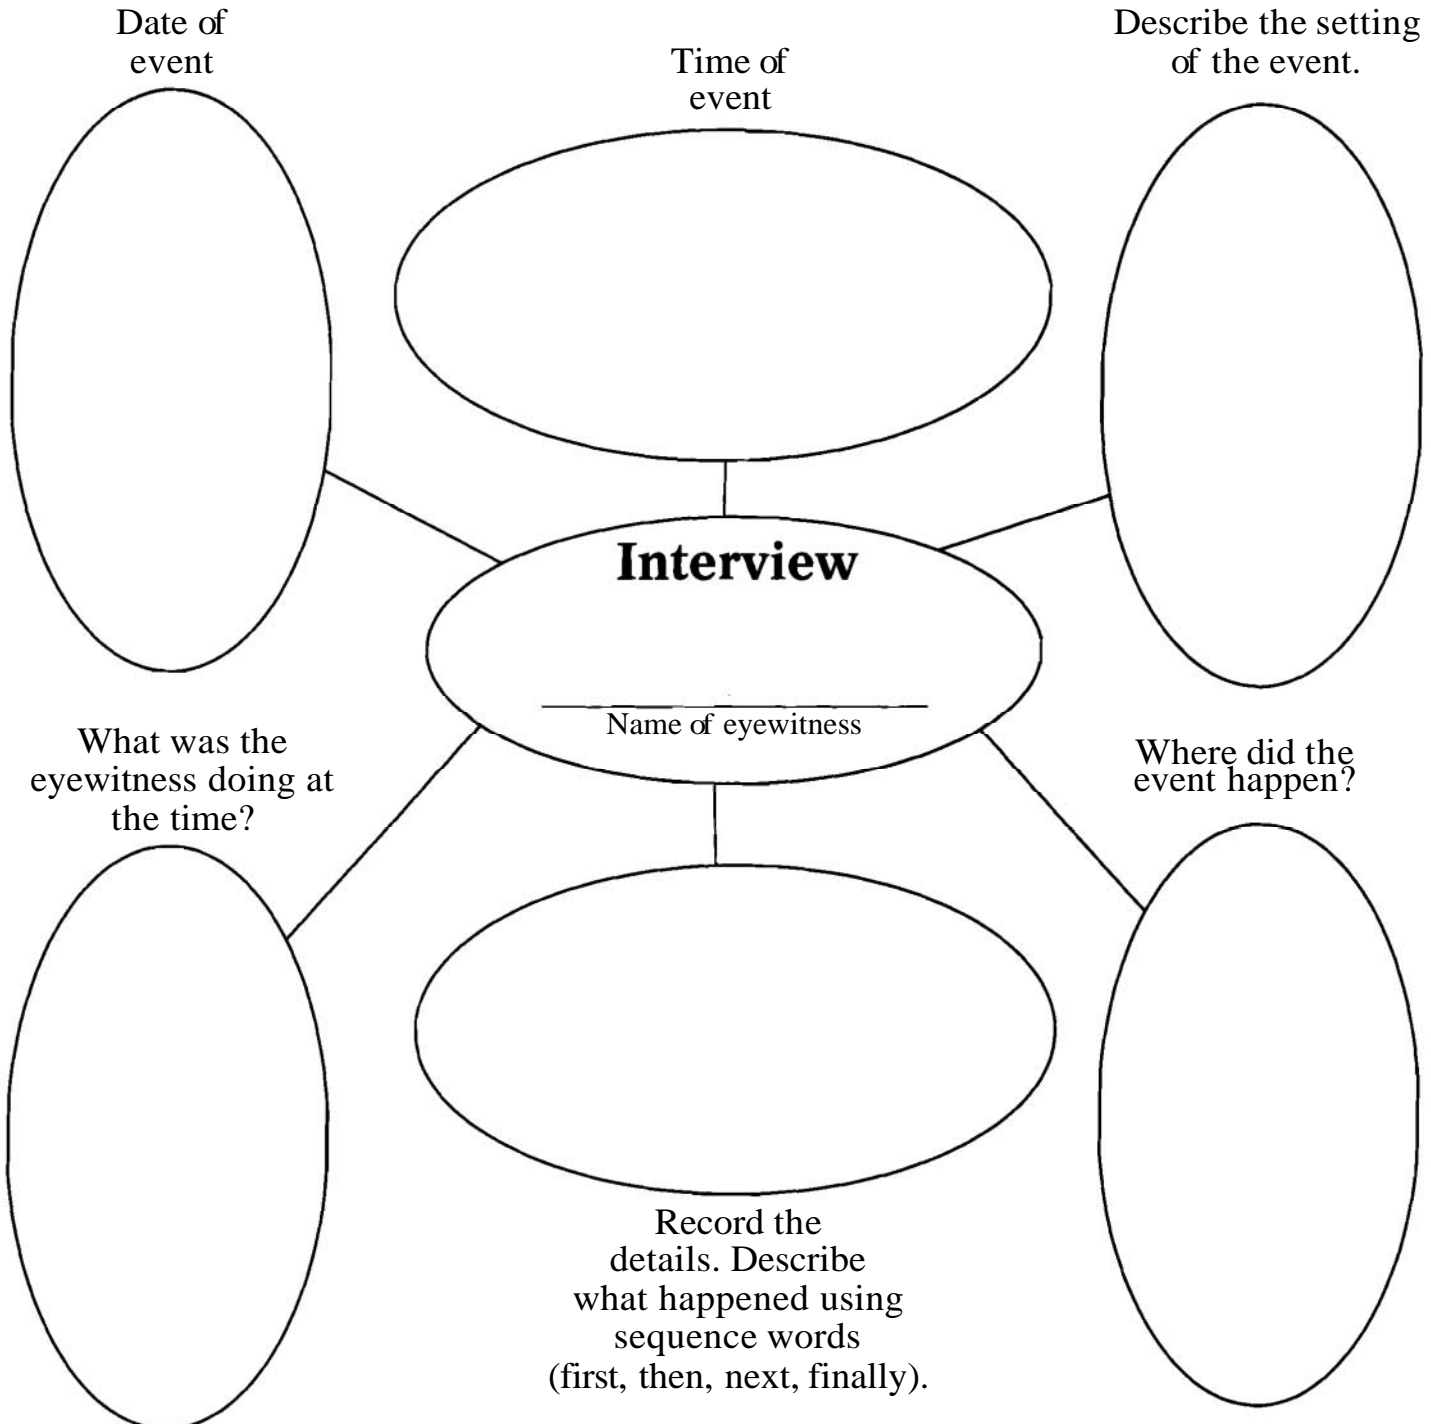 Date of
event
Time of
event
Describe the setting
of the event.
Interview
Name of eyewitness
What was the
eyewitness doing at
the time?
Where did the
event happen?
Record the
details. Describe
what happened using
sequence words
(first, then, next, finally).